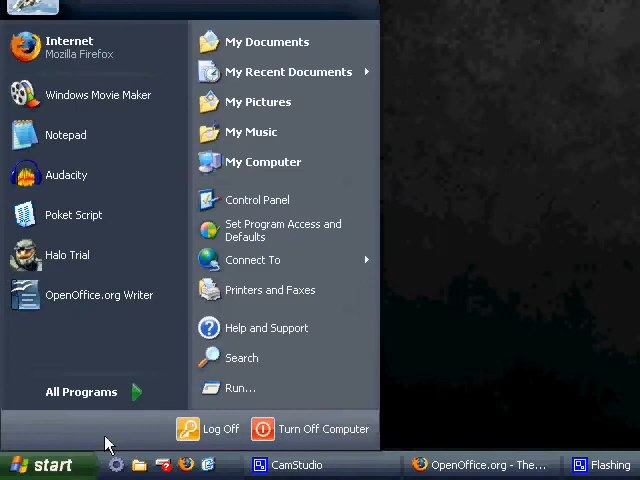 Internet
Mozilla Firefox
Windows Movie Maker
Notepad
Audacity
Poket Script
Halo Trial
OpenOffice.org Writer
All Programs
My Documents
My Recent Documents
My Pictures
My Music
My Computer
Control Panel
Set Program Access and
Defaults
Connect To
Printers and Faxes
Help and Support
Search
Run...
Log Off
Turn Off Computer
start
CamStudio
OpenOffice.org - The...
Flashing